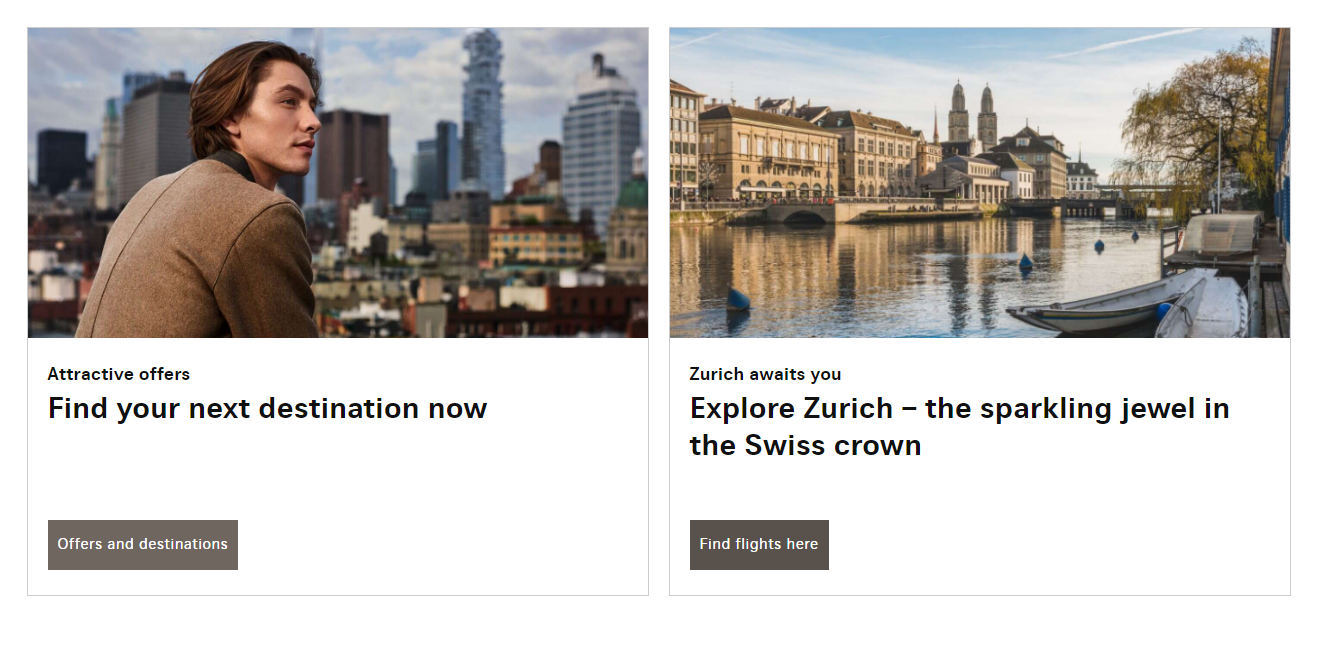 Attractive offers
Find your next destination now
Offers and destinations
Zurich awaits you
Explore Zurich – the sparkling jewel in
the Swiss crown
Find flights here